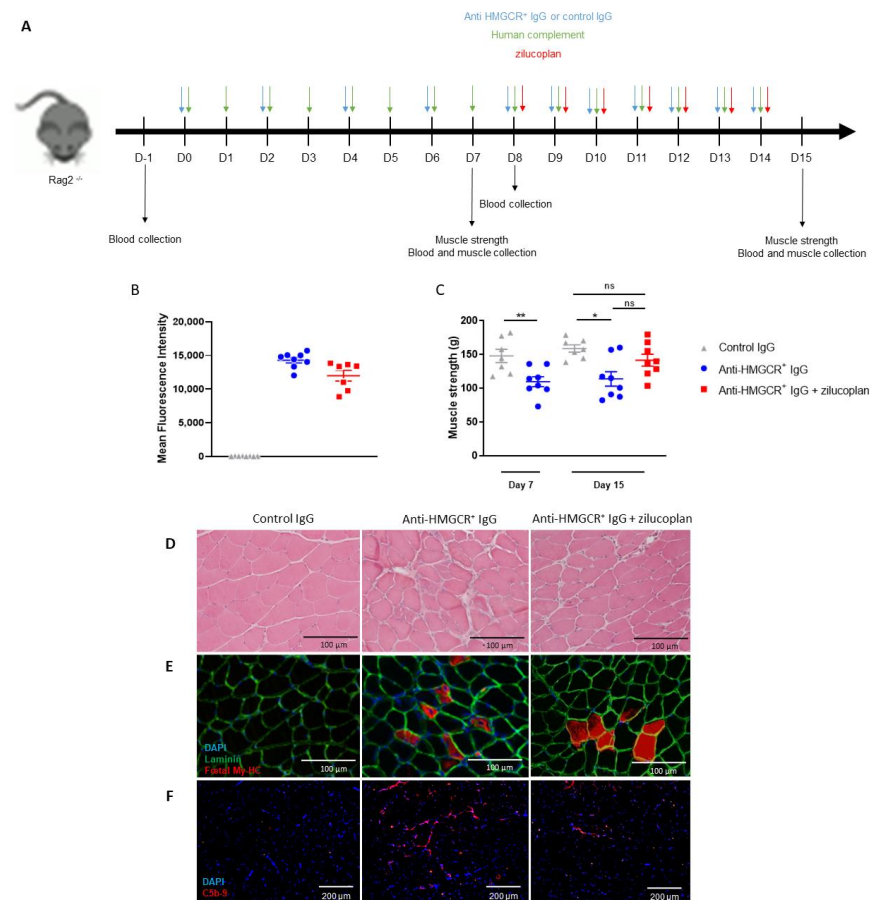 A
Anti HMGCR⁺ IgG or control IgG
Human complement
zilucoplan
Rag2 -/-
D-1 D0 D1 D2 D3 D4 D5 D6 D7 D8 D9 D10 D11 D12 D13 D14 D15
Blood collection
Blood collection
Muscle strength
Blood and muscle collection
Muscle strength
Blood and muscle collection
B
Mean Fluorescence Intensity
20,000
15,000
10,000
5,000
0
C
Muscle strength (g)
200
150
100
50
0
**
ns
*
ns
Day 7
Day 15
Control IgG
Anti-HMGCR⁺ IgG
Anti-HMGCR⁺ IgG + zilucoplan
Control IgG Anti-HMGCR⁺ IgG Anti-HMGCR⁺ IgG + zilucoplan
D
100 µm 100 µm 100 µm
E
DAPI
Laminin
Foetal My-HC
100 µm 100 µm 100 µm
F
DAPI
C5b-9
200 µm 200 µm 200 µm